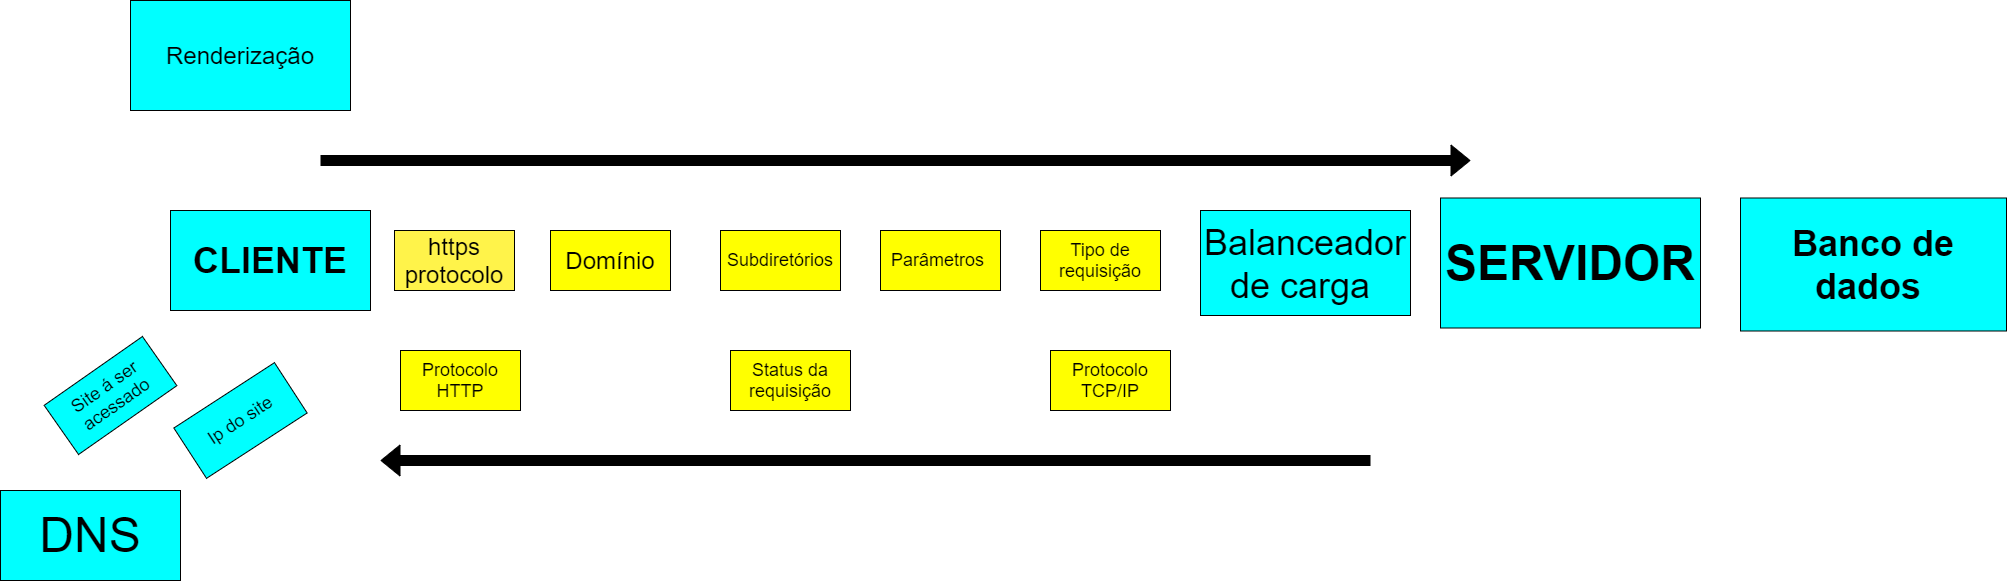 Renderização
CLIENTE
https
protocolo
Domínio
Subdiretórios
Parâmetros
Tipo de
requisição
Balanceador
de carga
SERVIDOR
Banco de
dados
Site á ser
acessado
Ip do site
Protocolo
HTTP
Status da
requisição
Protocolo
TCP/IP
DNS